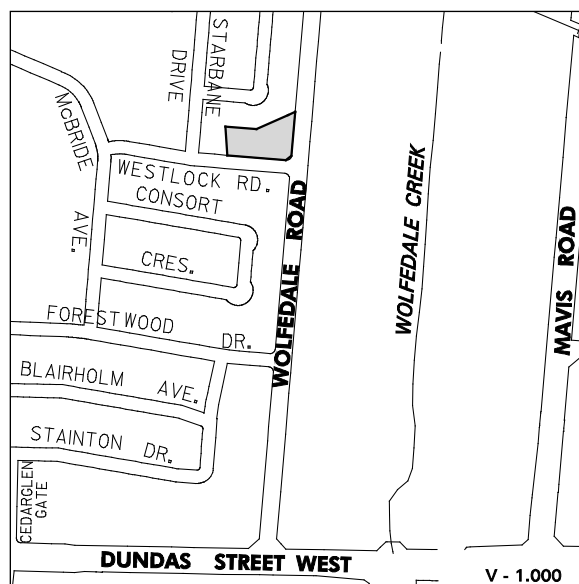 STARBANE
DRIVE
McBRIDE
AVE.
WESTLOCK RD.
CONSORT
CRES.
WOLFEDALE ROAD
WOLFEDALE CREEK
MAVIS ROAD
FORESTWOOD DR.
BLAIRHOLM AVE.
STAINTON DR.
CEDARGLEN
GATE
DUNDAS STREET WEST
V - 1.000